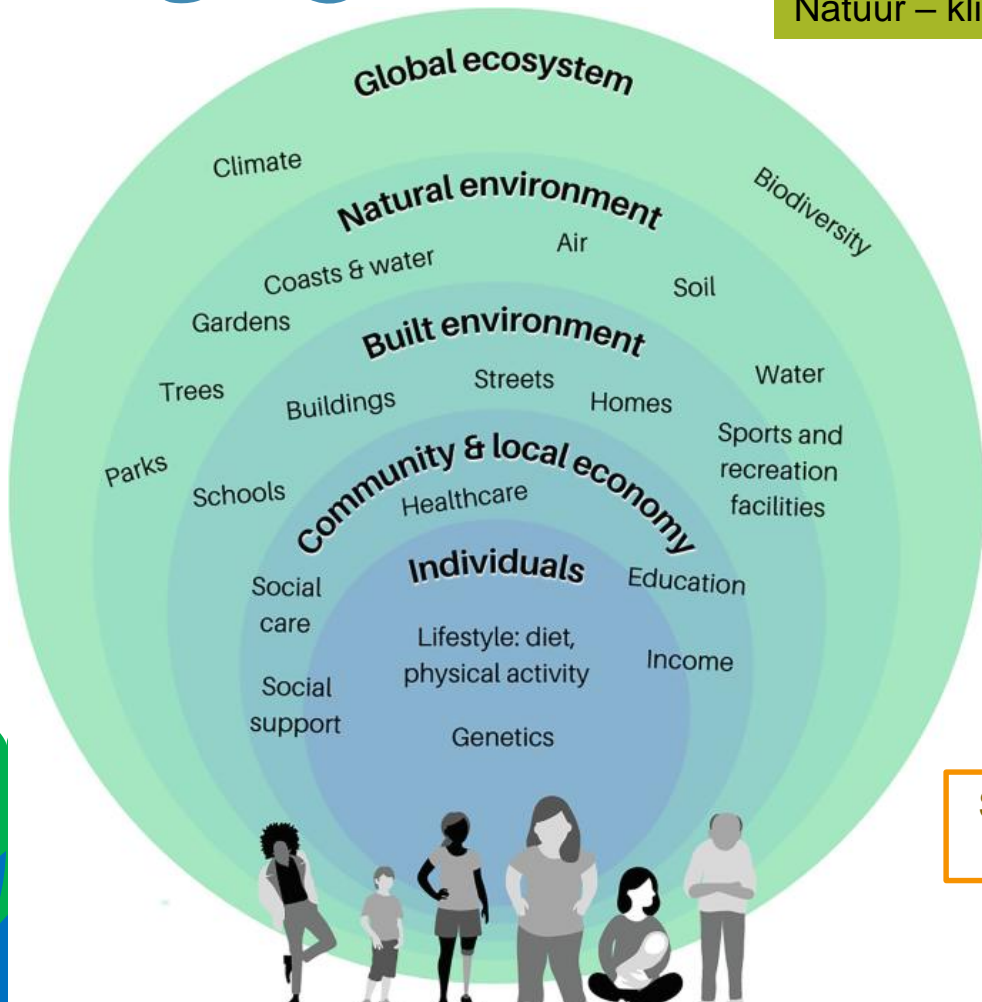 Natuur – kli
Global ecosystem
Climate
Biodiversity
Natural environment
Air
Coasts & water
Soil
Gardens
Built environment
Water
Streets
Trees
Buildings
Homes
Sports and
recreation
facilities
Parks
Schools
Community & local economy
Healthcare
Individuals
Education
Social
care
Lifestyle: diet,
physical activity
Income
Social
support
Genetics